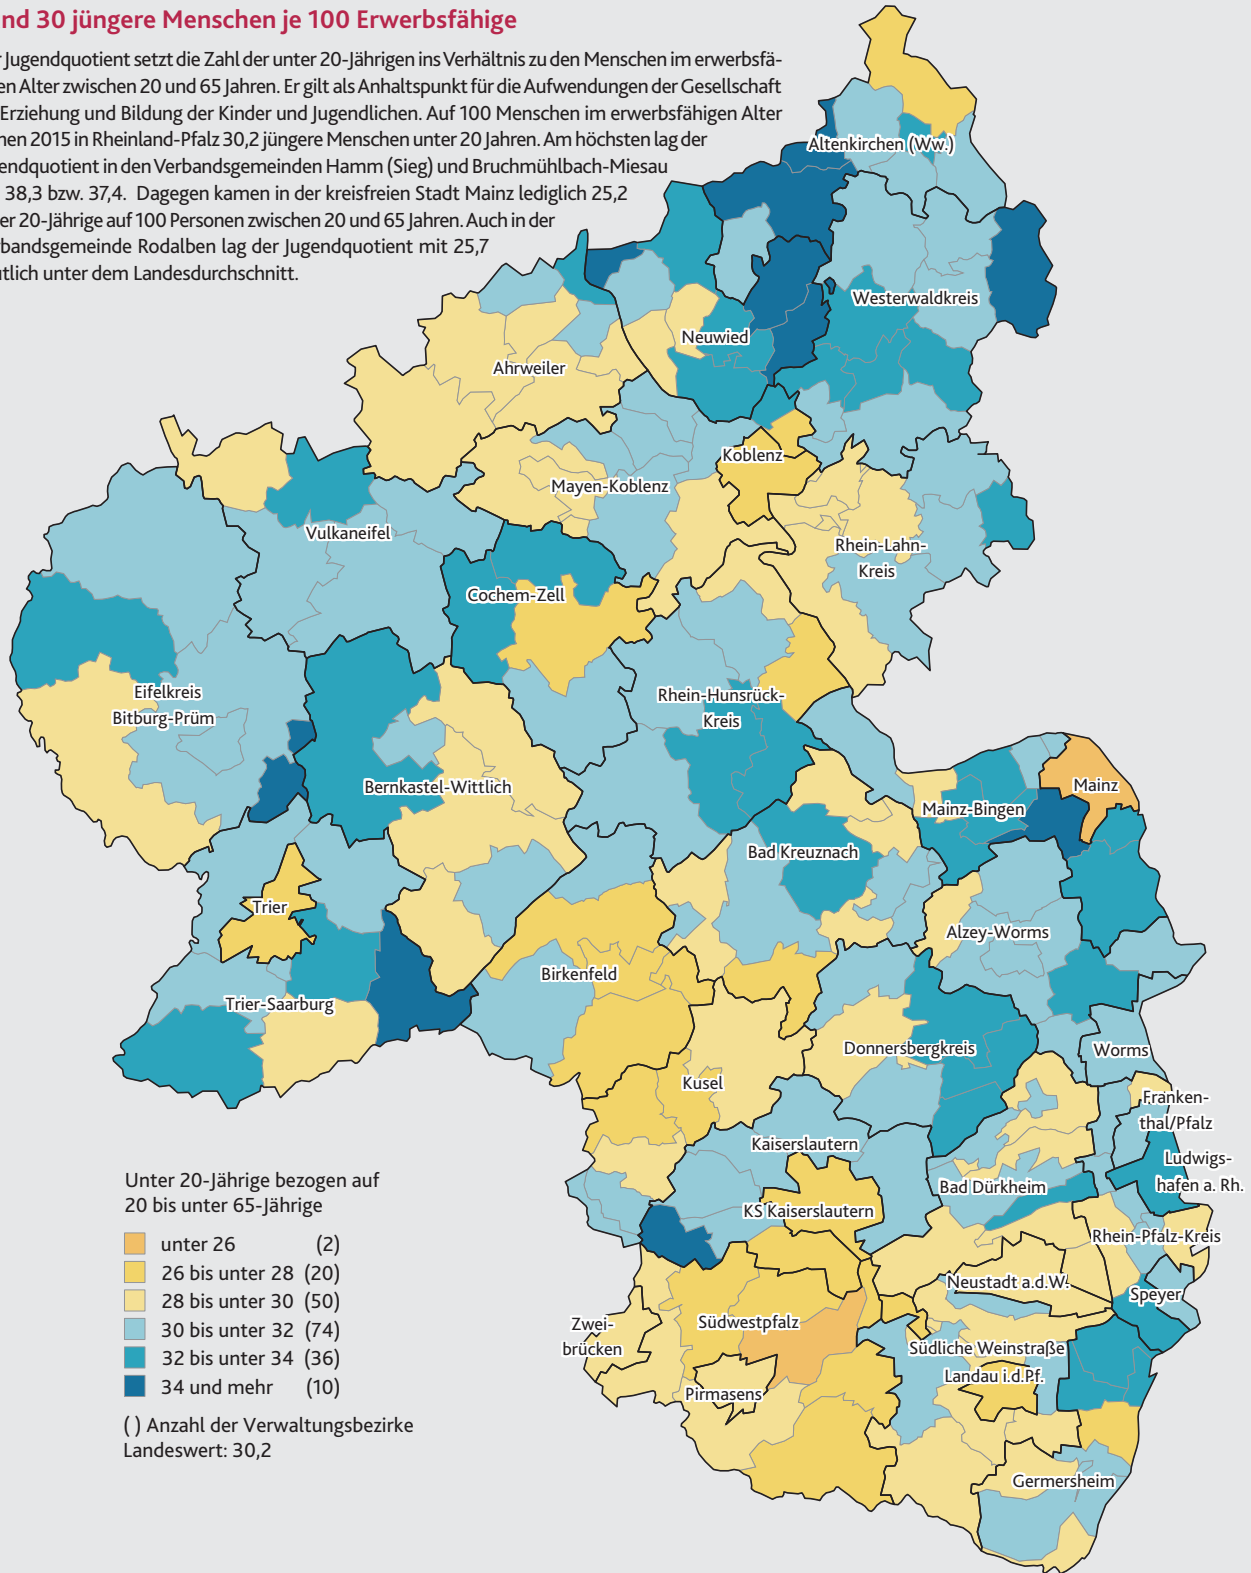 nd 30 jüngere Menschen je 100 Erwerbsfähige
Jugendquotient setzt die Zahl der unter 20-Jährigen ins Verhältnis zu den Menschen im erwerbsfä-
en Alter zwischen 20 und 65 Jahren. Er gilt als Anhaltspunkt für die Aufwendungen der Gesellschaft
Erziehung und Bildung der Kinder und Jugendlichen. Auf 100 Menschen im erwerbsfähigen Alter
nen 2015 in Rheinland-Pfalz 30,2 jüngere Menschen unter 20 Jahren. Am höchsten lag der
endquotient in den Verbandsgemeinden Hamm (Sieg) und Bruchmühlbach-Miesau
38,3 bzw. 37,4. Dagegen kamen in der kreisfreien Stadt Mainz lediglich 25,2
er 20-Jährige auf 100 Personen zwischen 20 und 65 Jahren. Auch in der
bandsgemeinde Rodalben lag der Jugendquotient mit 25,7
tlich unter dem Landesdurchschnitt.
Altenkirchen (Ww.)
Westerwaldkreis
Neuwied
Ahrweiler
Koblenz
Mayen-Koblenz
Vulkaneifel
Rhein-Lahn-
Kreis
Cochem-Zell
Eifelkreis
Bitburg-Prüm
Rhein-Hunsrück-
Kreis
Bernkastel-Wittlich
Mainz
Mainz-Bingen
Bad Kreuznach
Trier
Alzey-Worms
Birkenfeld
Trier-Saarburg
Donnersbergkreis
Worms
Kusel
Franken-
thal/Pfalz
Kaiserslautern
Ludwigs-
hafen a. Rh.
Bad Dürkheim
KS Kaiserslautern
Rhein-Pfalz-Kreis
Neustadt a.d.W.
Speyer
Südwestpfalz
Zwei-
brücken
Südliche Weinstraße
Landau i.d.Pf.
Pirmasens
Germersheim
Unter 20-Jährige bezogen auf
20 bis unter 65-Jährige
unter 26 (2)
26 bis unter 28 (20)
28 bis unter 30 (50)
30 bis unter 32 (74)
32 bis unter 34 (36)
34 und mehr (10)
( ) Anzahl der Verwaltungsbezirke
Landeswert: 30,2